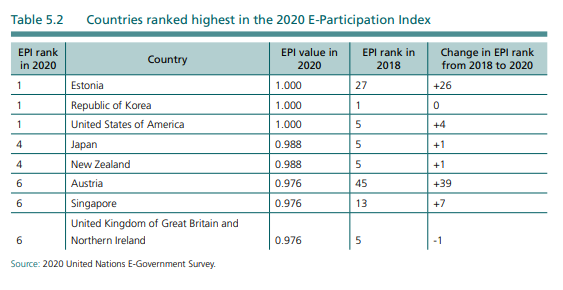 Table 5.2 Countries ranked highest in the 2020 E-Participation Index
EPI rank in 2020 Country EPI value in 2020 EPI rank in 2018 Change in EPI rank from 2018 to 2020
1 Estonia 1.000 27 +26
1 Republic of Korea 1.000 1 0
1 United States of America 1.000 5 +4
4 Japan 0.988 5 +1
4 New Zealand 0.988 5 +1
6 Austria 0.976 45 +39
6 Singapore 0.976 13 +7
United Kingdom of Great Britain and
6 Northern Ireland 0.976 5 -1
Source: 2020 United Nations E-Government Survey.